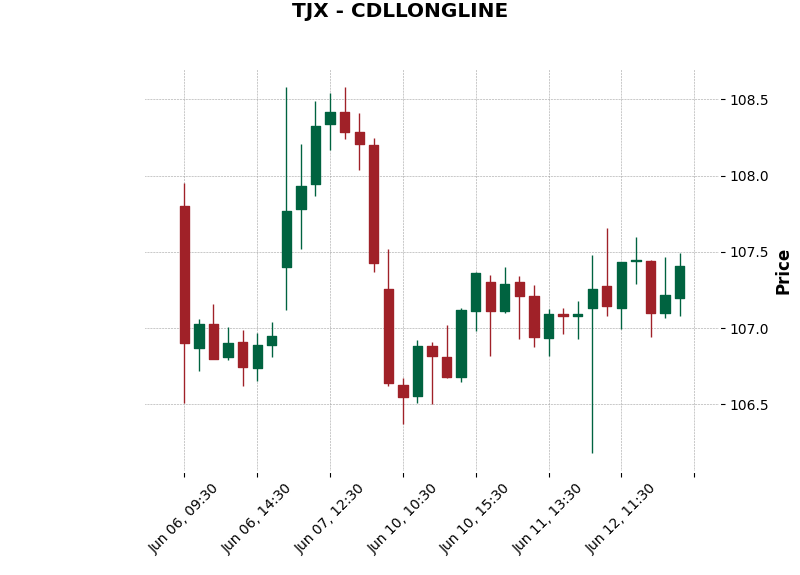 TJX - CDLLONGLINE
108.5
108.0
107.5
107.0
106.5
Price
Jun 06, 09:30
Jun 06, 14:30
Jun 07, 12:30
Jun 10, 10:30
Jun 10, 15:30
Jun 11, 13:30
Jun 12, 11:30